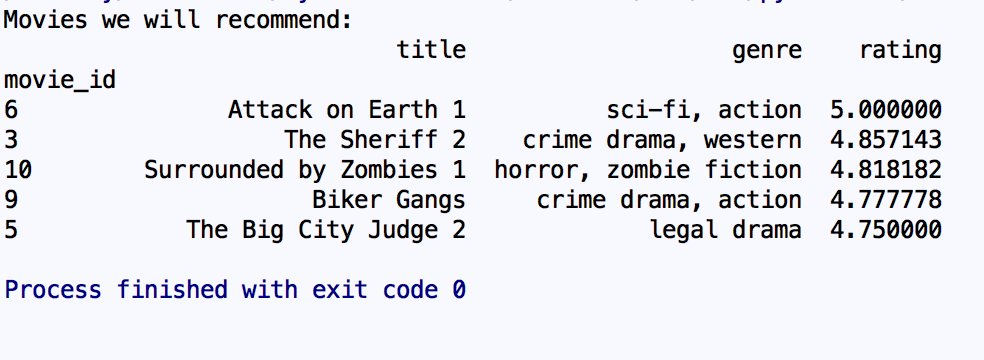 Movies we will recommend:
title genre rating
movie_id
6 Attack on Earth 1 sci-fi, action 5.000000
3 The Sheriff 2 crime drama, western 4.857143
10 Surrounded by Zombies 1 horror, zombie fiction 4.818182
9 Biker Gangs crime drama, action 4.777778
5 The Big City Judge 2 legal drama 4.750000
Process finished with exit code 0